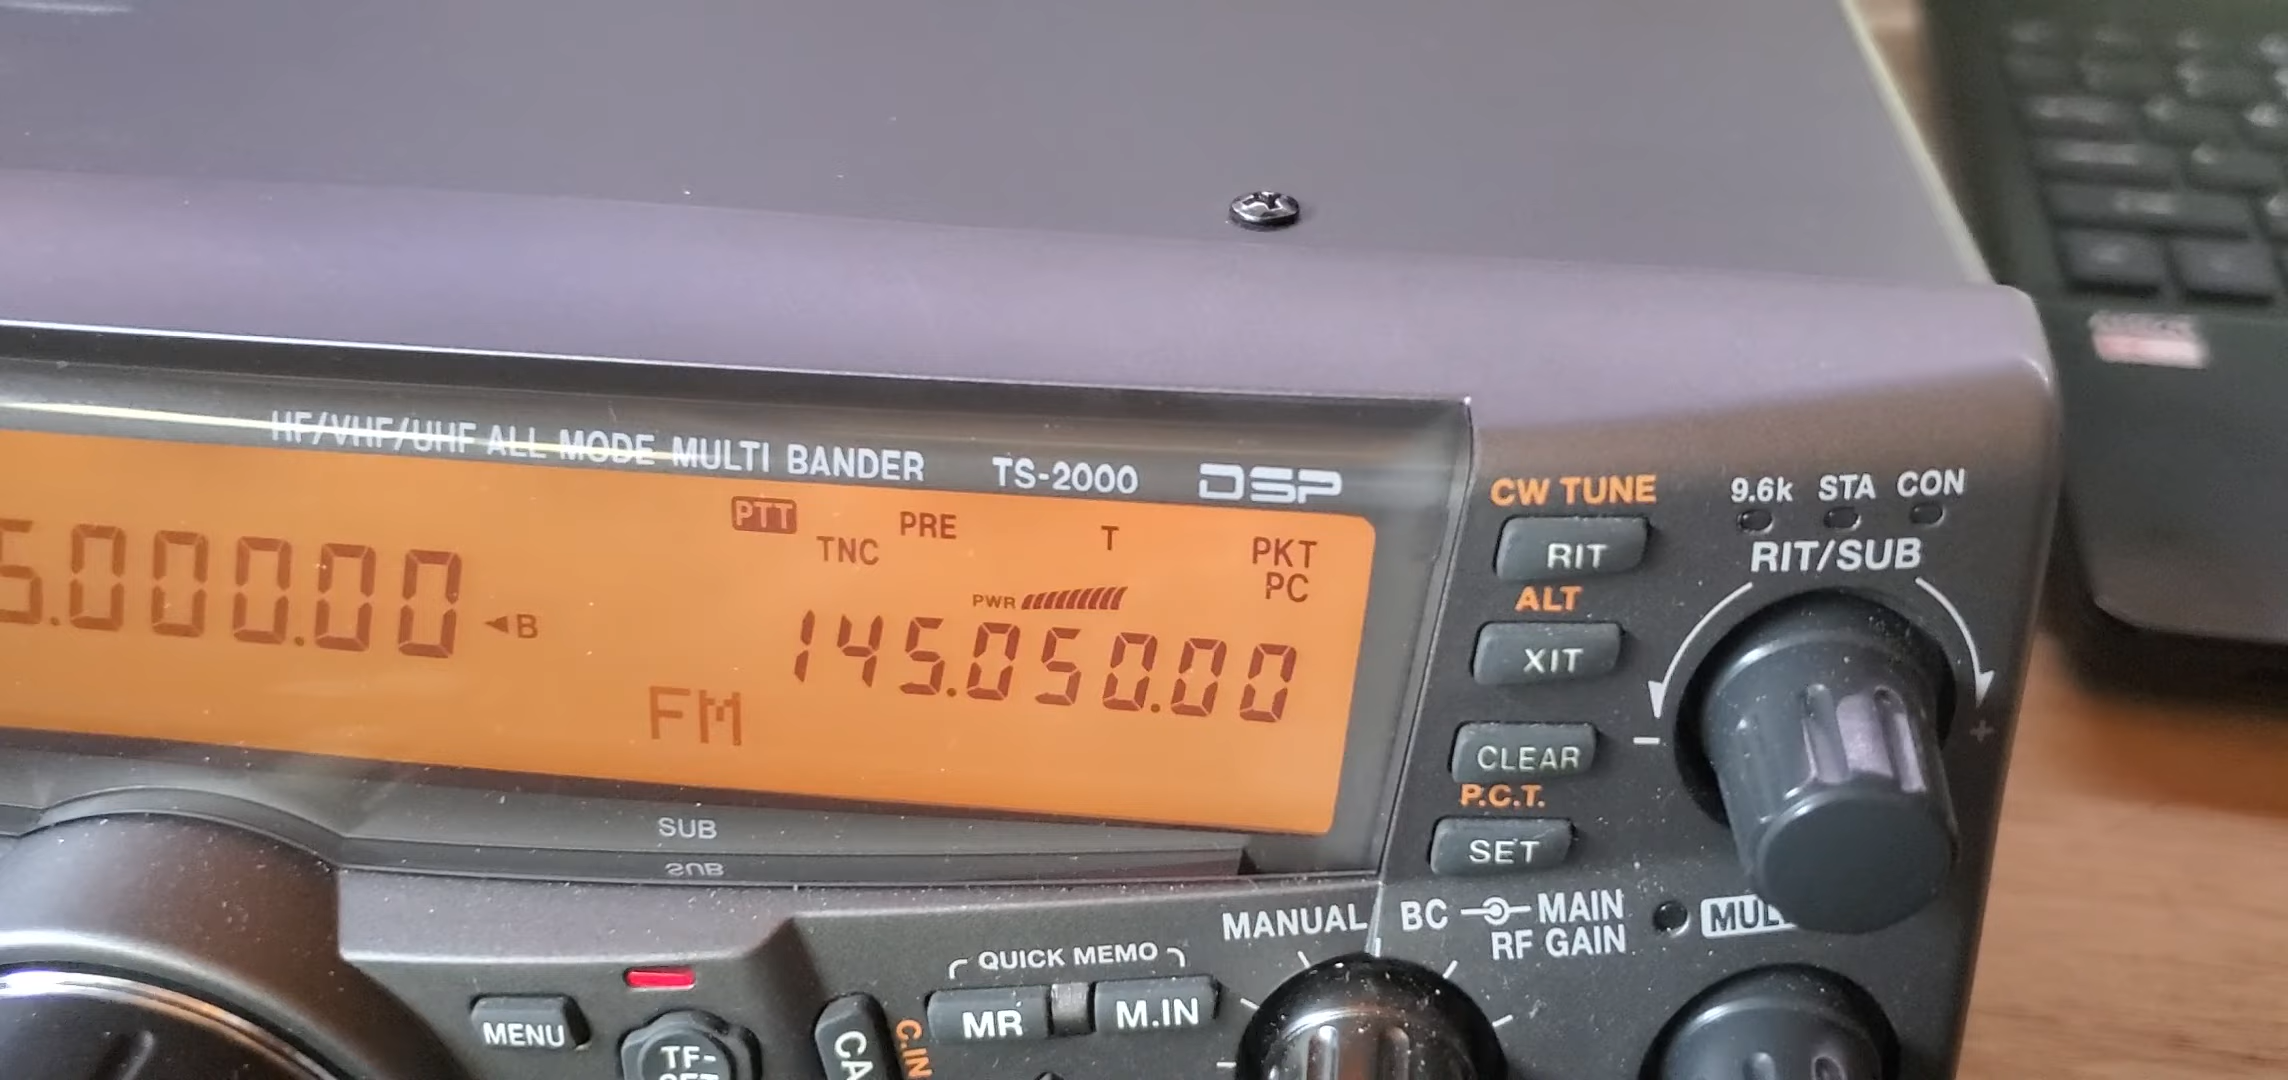 HF/VHF/UHF ALL MODE MULTI BANDER TS-2000 DSP
PTT
TNC
PRE
T
PKT
PC
PWR
5.000.00
◄B
145.050.00
FM
SUB
CW TUNE
RIT
ALT
XIT
CLEAR
P.C.T.
SET
9.6k STA CON
RIT/SUB
- +
MANUAL
BC MAIN
RF GAIN
QUICK MEMO
MR M.IN
MENU
TF-
C.IN